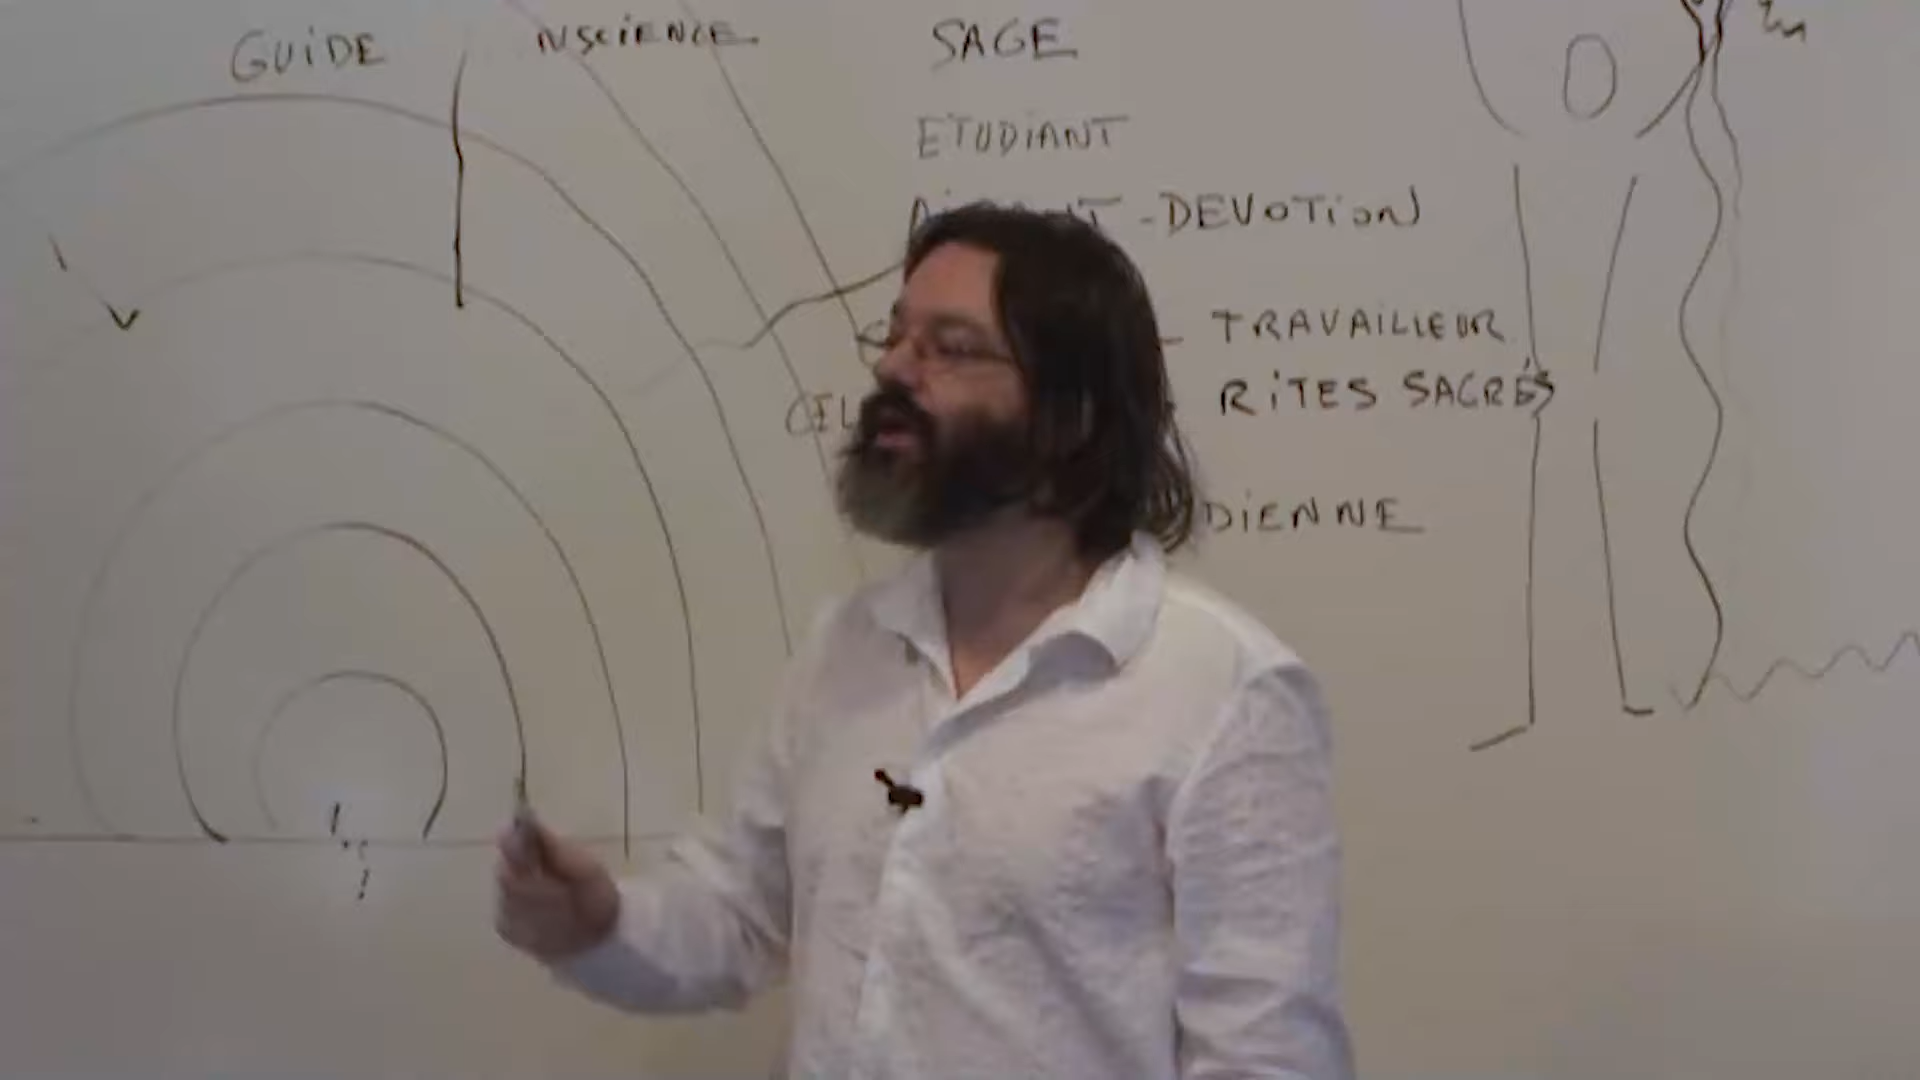 GUiDE
NSCiENCE
SAGE
ETUDiANT
-DEVOTiON
- TRAVAiLLEUR
RiTES SACRÉS
DiENNE